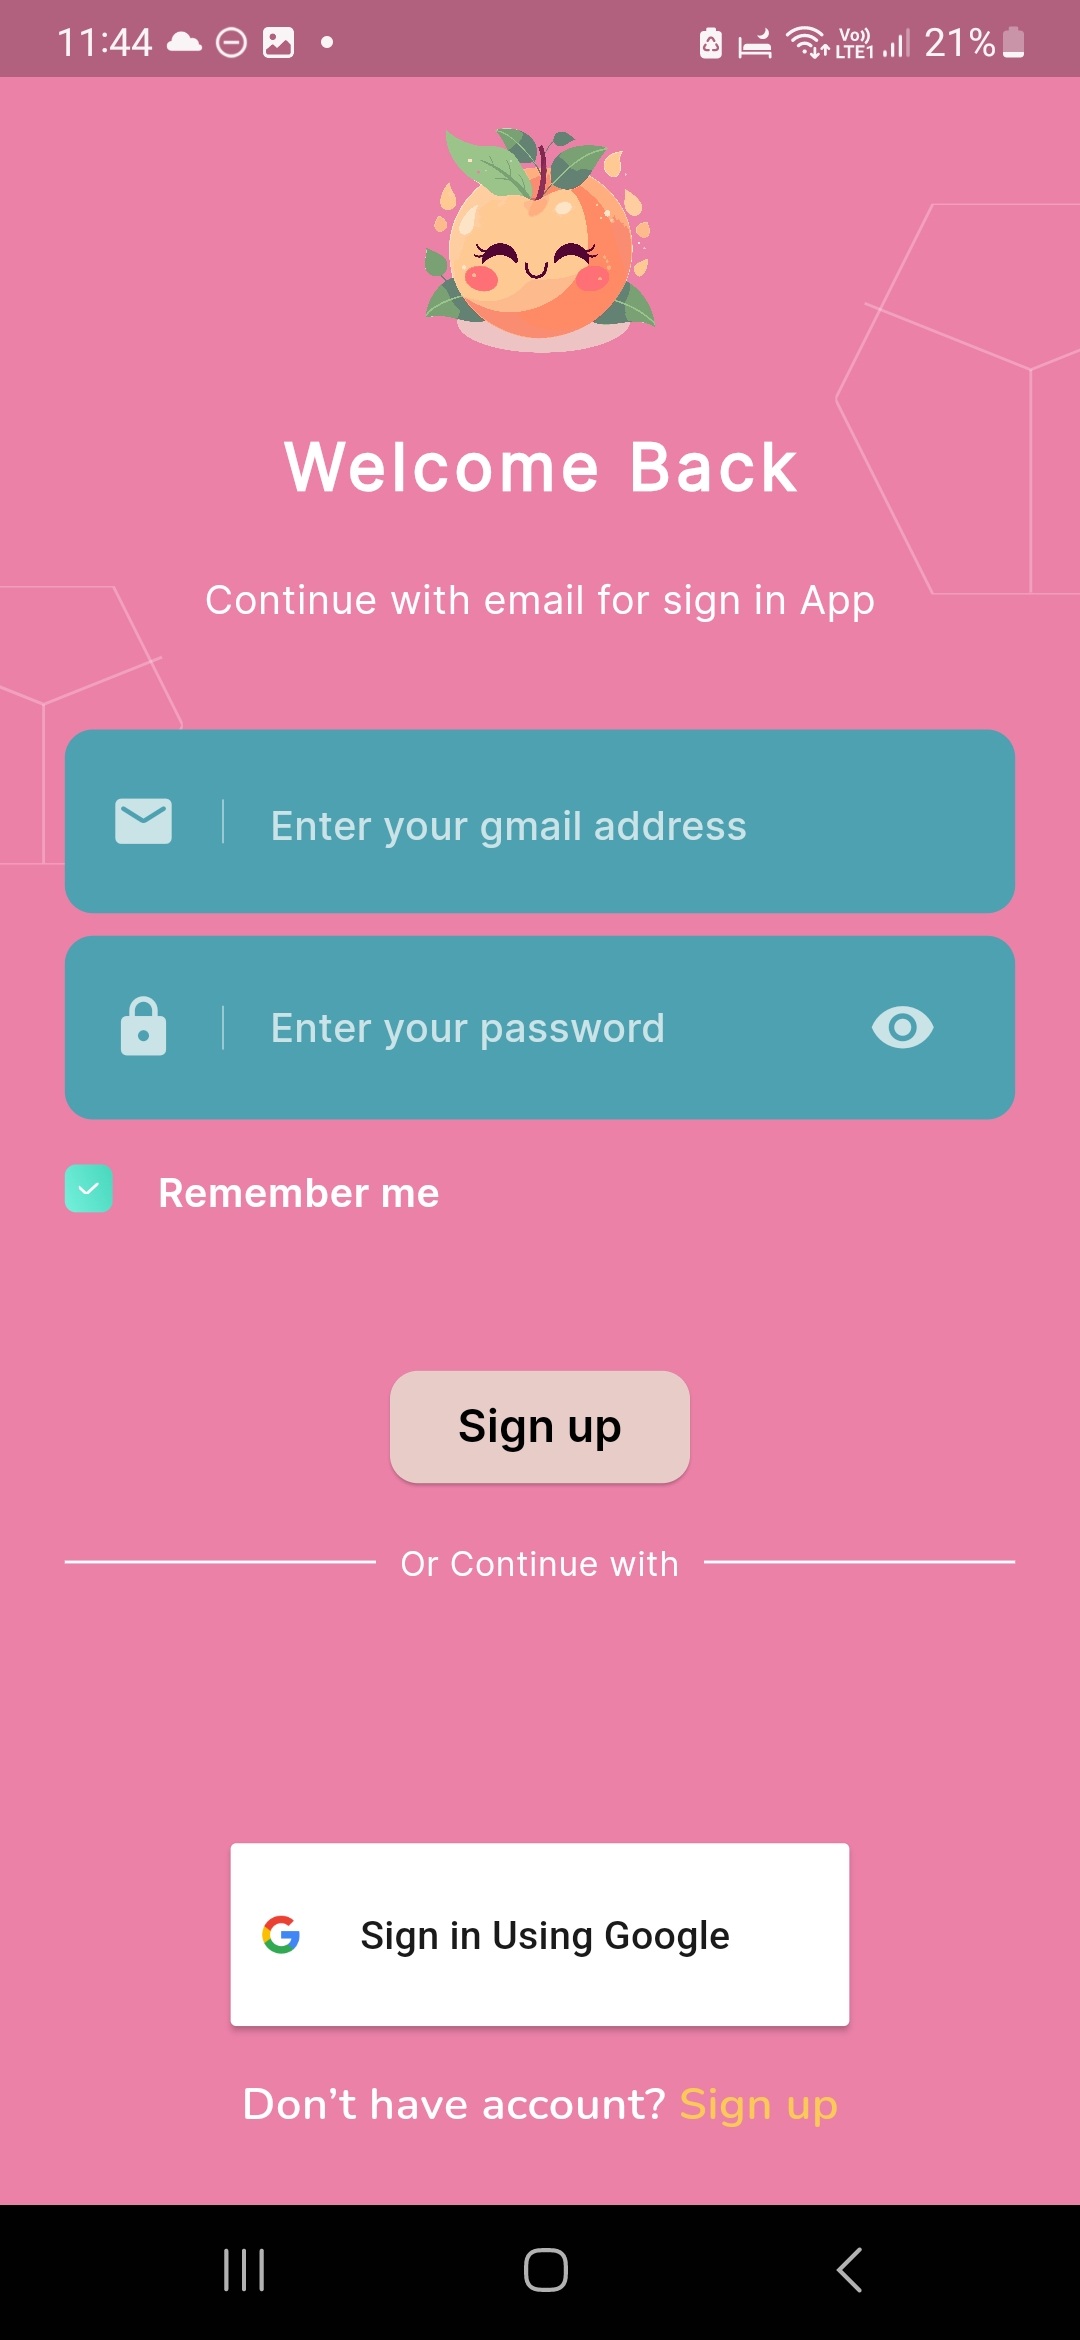 11:44 Vo)) LTE1 21%
Welcome Back
Continue with email for sign in App
Enter your gmail address
Enter your password
Remember me
Sign up
Or Continue with
Sign in Using Google
Don’t have account? Sign up